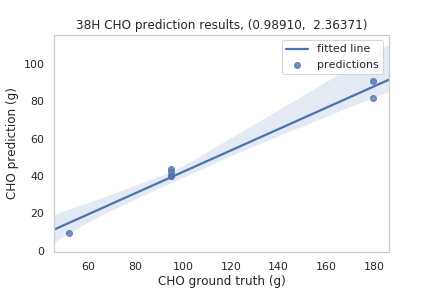 38H CHO prediction results, (0.98910,  2.36371)
fitted line
predictions
CHO prediction (g)
100
80
60
40
20
0
60 80 100 120 140 160 180
CHO ground truth (g)